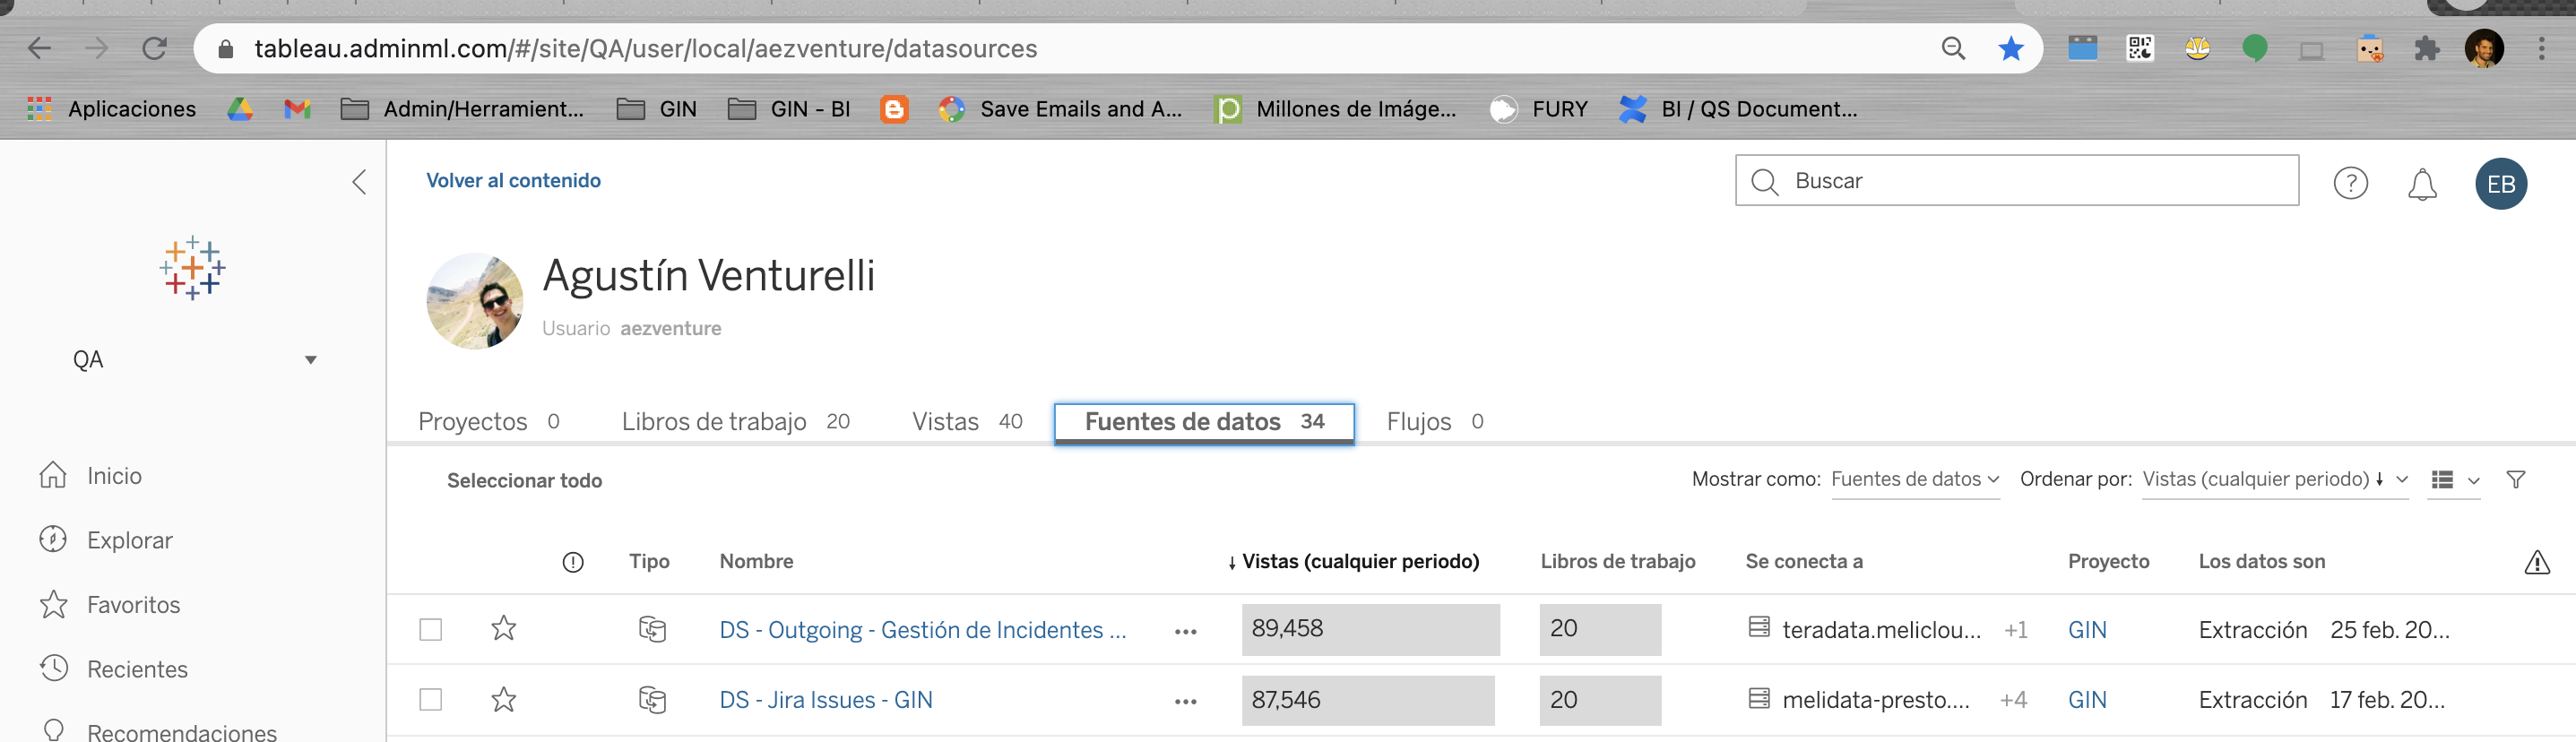 tableau.adminml.com/#/site/QA/user/local/aezventure/datasources
Aplicaciones Admin/Herramient... GIN GIN - BI Save Emails and A... Millones de Imáge... FURY BI / QS Document...
Volver al contenido
Buscar
EB
Agustín Venturelli
Usuario aezventure
QA
Proyectos 0 Libros de trabajo 20 Vistas 40 Fuentes de datos 34 Flujos 0
Inicio
Explorar
Favoritos
Recientes
Recomendaciones
Seleccionar todo
Mostrar como: Fuentes de datos Ordenar por: Vistas (cualquier periodo) ↓
Tipo Nombre ↓ Vistas (cualquier periodo) Libros de trabajo Se conecta a Proyecto Los datos son
DS - Outgoing - Gestión de Incidentes ... ••• 89,458 20 teradata.meliclou... +1 GIN Extracción 25 feb. 20...
DS - Jira Issues - GIN ••• 87,546 20 melidata-presto.... +4 GIN Extracción 17 feb. 20...